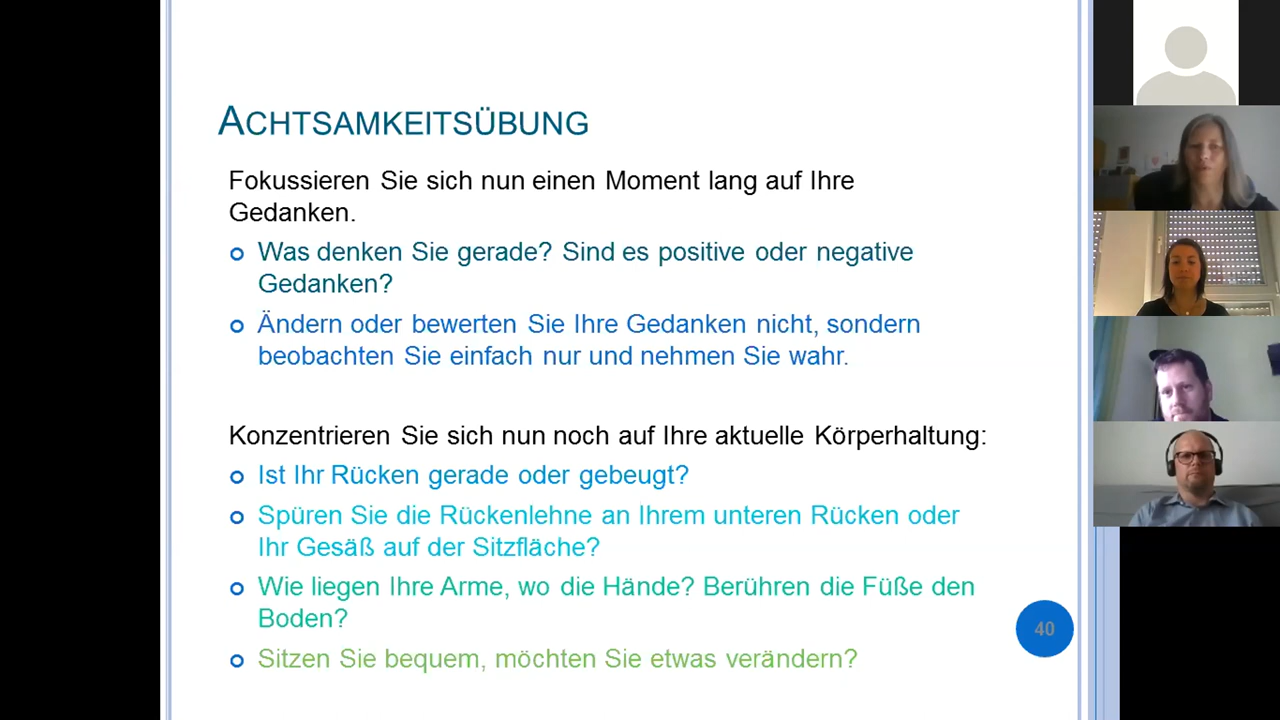 ACHTSAMKEITSÜBUNG
Fokussieren Sie sich nun einen Moment lang auf Ihre
Gedanken.
Was denken Sie gerade? Sind es positive oder negative
Gedanken?
Ändern oder bewerten Sie Ihre Gedanken nicht, sondern
beobachten Sie einfach nur und nehmen Sie wahr.
Konzentrieren Sie sich nun noch auf Ihre aktuelle Körperhaltung:
Ist Ihr Rücken gerade oder gebeugt?
Spüren Sie die Rückenlehne an Ihrem unteren Rücken oder
Ihr Gesäß auf der Sitzfläche?
Wie liegen Ihre Arme, wo die Hände? Berühren die Füße den
Boden?
Sitzen Sie bequem, möchten Sie etwas verändern?
40